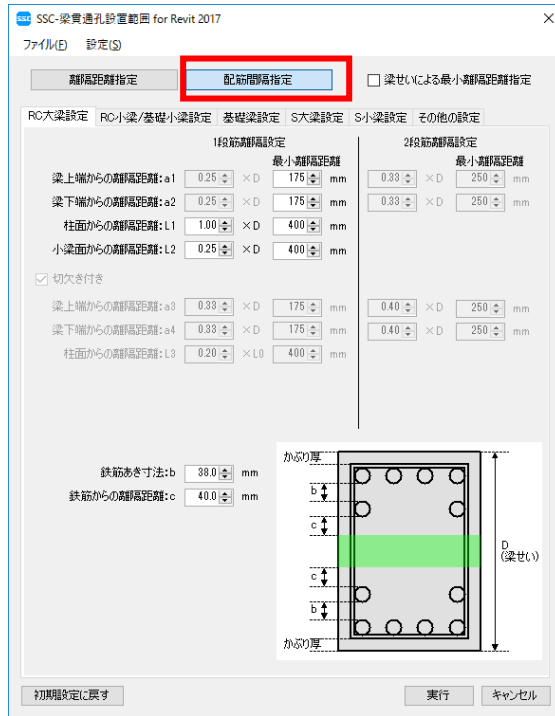 SSC-梁貫通孔設置範囲 for Revit 2017
ファイル(F) 設定(S)
離隔距離指定 配筋間隔指定 梁せいによる最小離隔距離指定
RC大梁設定 RC小梁/基礎小梁設定 基礎梁設定 S大梁設定 S小梁設定 その他の設定
1段筋離隔設定 2段筋離隔設定
最小離隔距離 最小離隔距離
梁上端からの離隔距離:a1 0.25 ×D 175 mm 0.33 ×D 250 mm
梁下端からの離隔距離:a2 0.25 ×D 175 mm 0.33 ×D 250 mm
柱面からの離隔距離:L1 1.00 ×D 400 mm
小梁面からの離隔距離:L2 0.25 ×D 400 mm
切欠き付き
梁上端からの離隔距離:a3 0.33 ×D 175 mm 0.40 ×D 250 mm
梁下端からの離隔距離:a4 0.33 ×D 175 mm 0.40 ×D 250 mm
柱面からの離隔距離:L3 0.20 ×L0 400 mm
鉄筋あき寸法:b 38.0 mm
鉄筋からの離隔距離:c 40.0 mm
かぶり厚
b
c
D
(梁せい)
c
b
かぶり厚
初期設定に戻す 実行 キャンセル